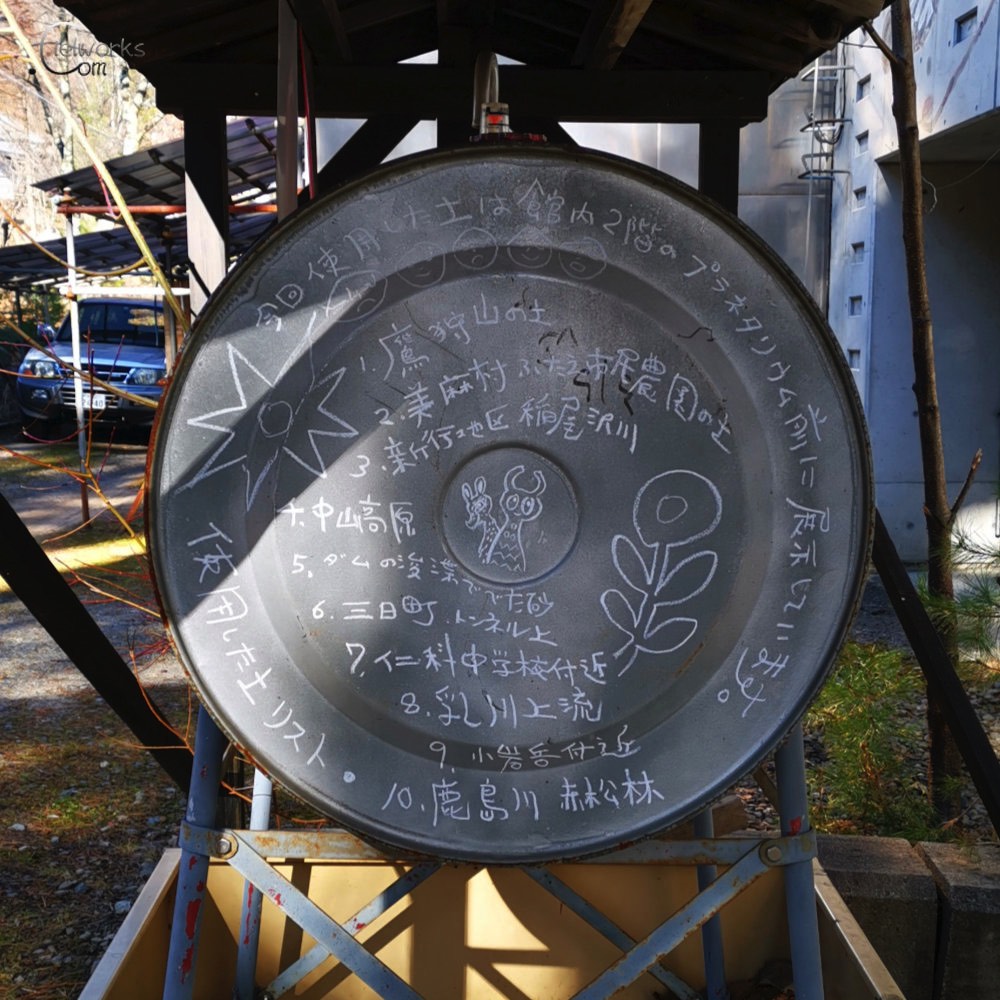 今回使用した土は館内2階のプラネタリウム前に展示しています。
使用した土リスト。
1.鷹狩山の土
2.美麻村ふたえ市民農園の土
3.新行地区稲尾沢川
4.中山高原
5.ダムの浚渫ででた砂
6.三日町.トンネル上
7.仁科中学校付近
8.乳川上流
9.小岩岳付近
10.鹿島川 赤松林
Tielworks
.Com